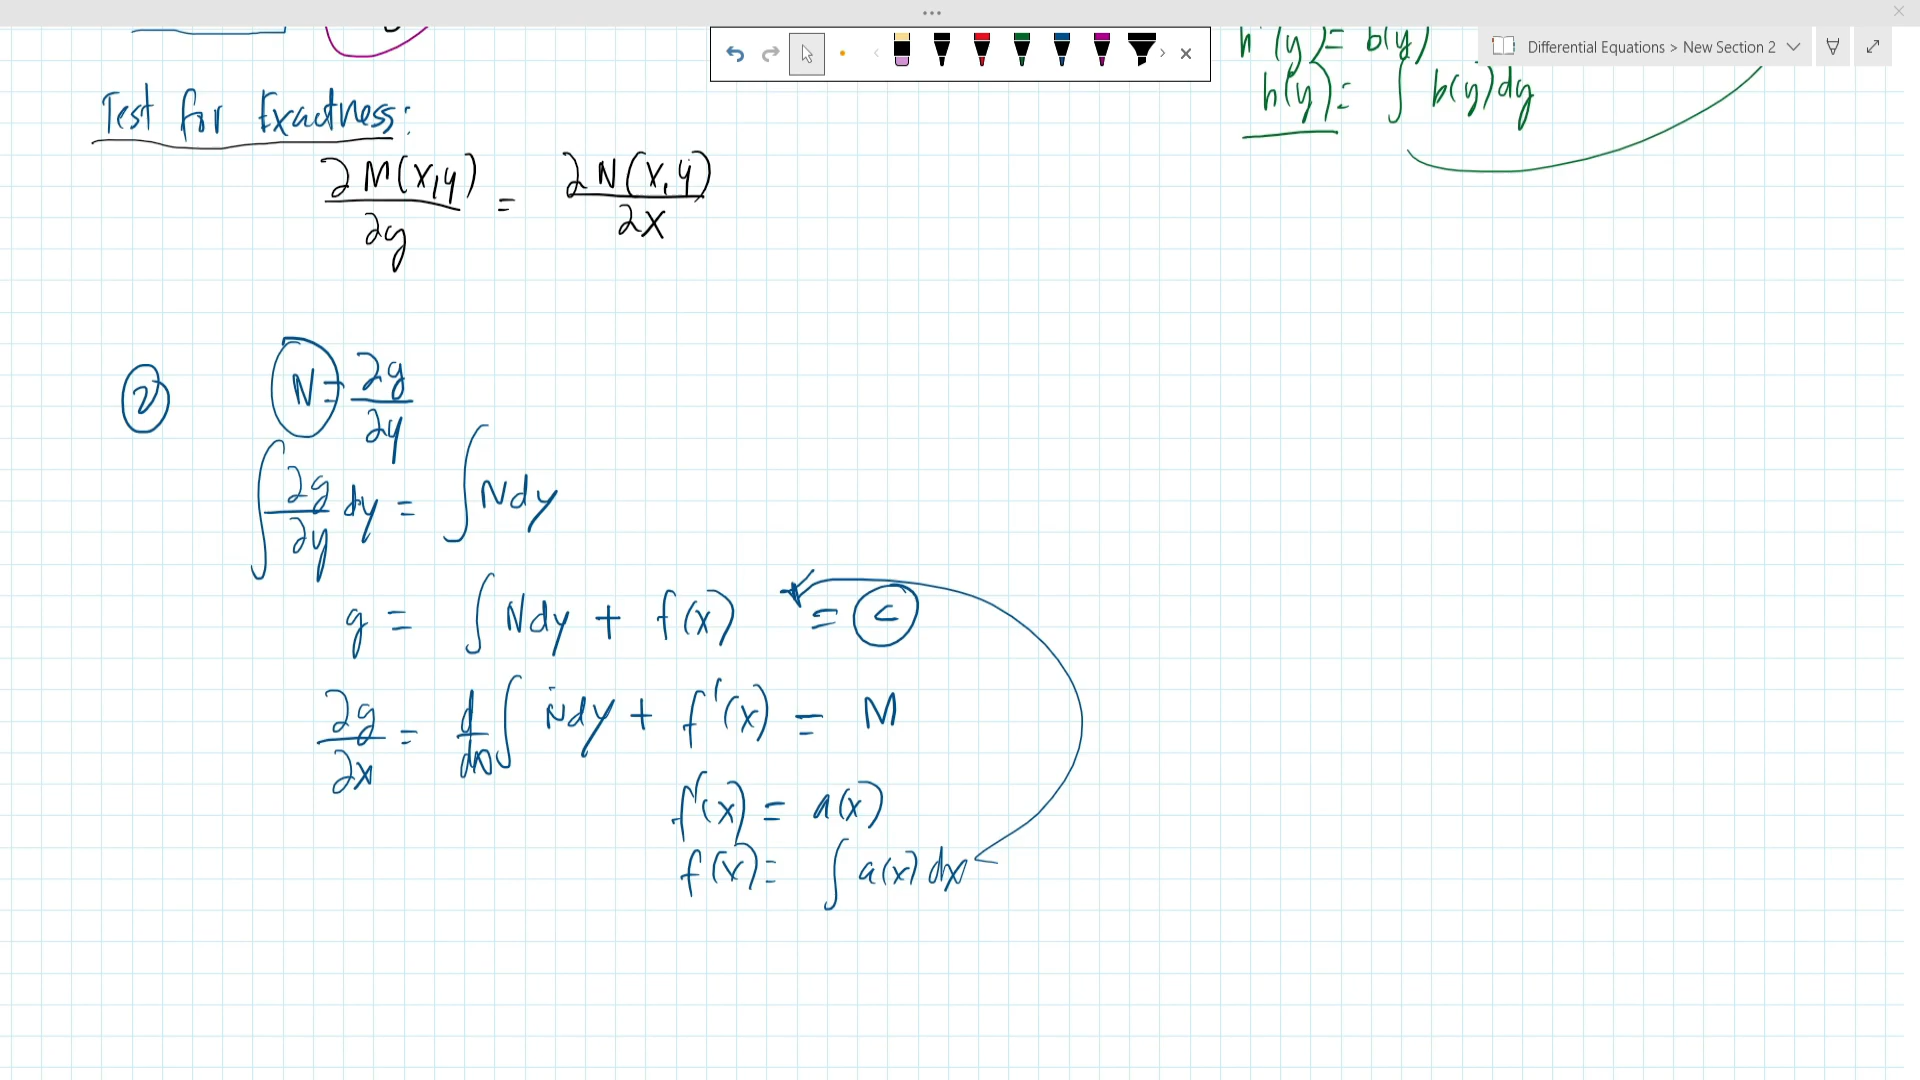 h'(y) = b(y)
Differential Equations > New Section 2
h(y) = ∫ b(y) dy
Test for Exactness:
∂M(x,y)/∂y = ∂N(x,y)/∂x
② N = ∂g/∂y
∫ ∂g/∂y dy = ∫ N dy
g = ∫ N dy + f(x) = C
∂g/∂x = d/dx ∫ N dy + f'(x) = M
f'(x) = a(x)
f(x) = ∫ a(x) dx